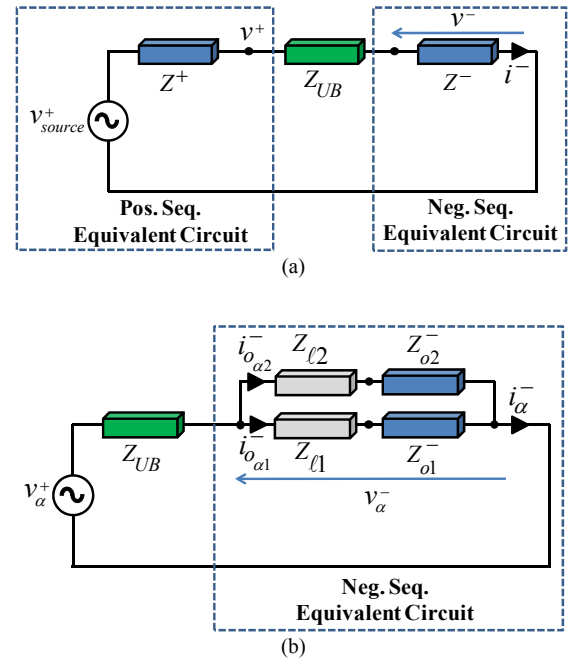 v⁺ v⁻
Z⁺ Z_UB Z⁻ i⁻
v⁺_source
Pos. Seq.
Equivalent Circuit
Neg. Seq.
Equivalent Circuit
(a)
i⁻_oα2 Z_ℓ2 Z⁻_o2
i⁻_α
Z_UB i⁻_oα1 Z_ℓ1 Z⁻_o1
v⁺_α v⁻_α
Neg. Seq.
Equivalent Circuit
(b)